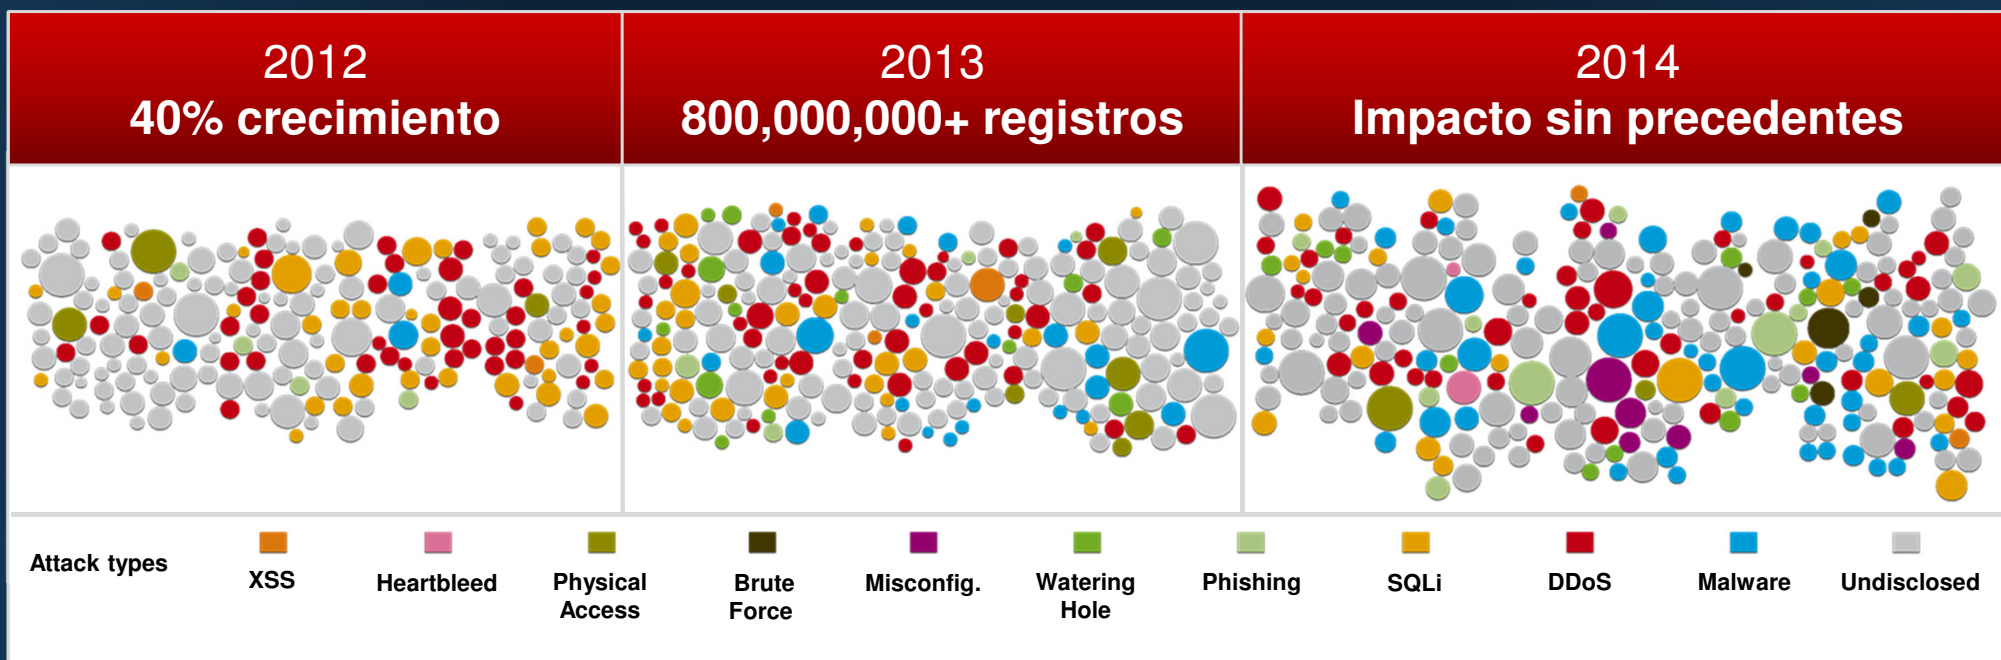 2012
40% crecimiento
2013
800,000,000+ registros
2014
Impacto sin precedentes
Attack types
XSS
Heartbleed
Physical
Access
Brute
Force
Misconfig.
Watering
Hole
Phishing
SQLi
DDoS
Malware
Undisclosed